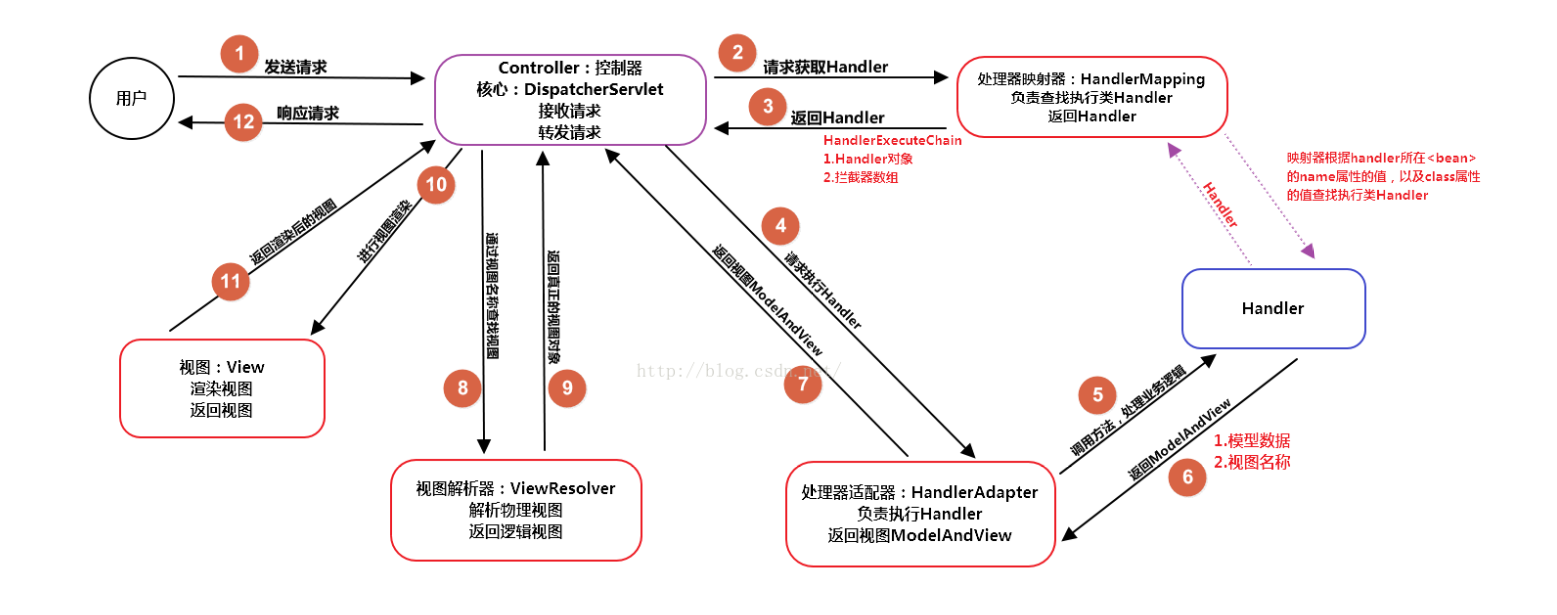 1
发送请求
用户
12
响应请求
Controller：控制器
核心：DispatcherServlet
接收请求
转发请求
2
请求获取Handler
3
返回Handler
HandlerExecuteChain
1.Handler对象
2.拦截器数组
处理器映射器：HandlerMapping
负责查找执行类Handler
返回Handler
Handler
映射器根据handler所在<bean>
的name属性的值，以及class属性
的值查找执行类Handler
Handler
4
请求执行Handler
5
调用方法，处理业务逻辑
6
返回ModelAndView
1.模型数据
2.视图名称
处理器适配器：HandlerAdapter
负责执行Handler
返回视图ModelAndView
7
返回视图ModelAndView
8
通过视图名称查找视图
9
返回真正的视图对象
视图解析器：ViewResolver
解析物理视图
返回逻辑视图
10
进行视图渲染
11
返回渲染后的视图
视图：View
渲染视图
返回视图
http://blog.csdn.net/